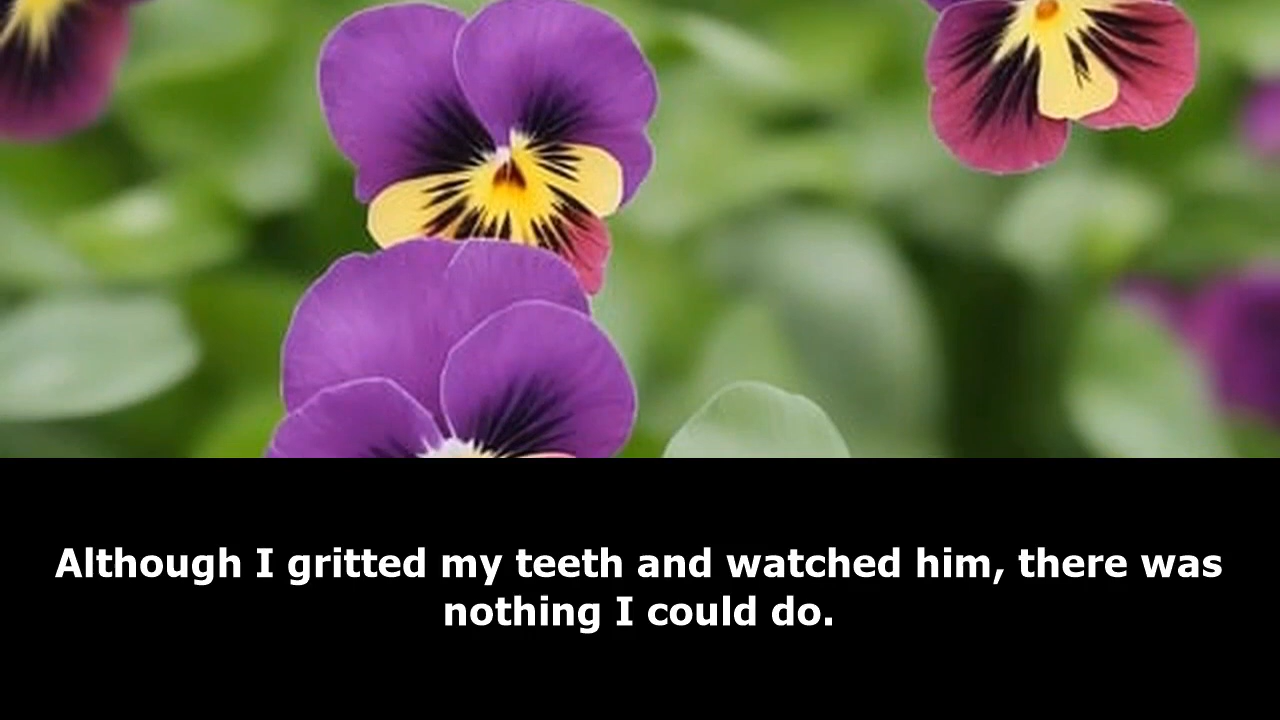 Although I gritted my teeth and watched him, there was
nothing I could do.